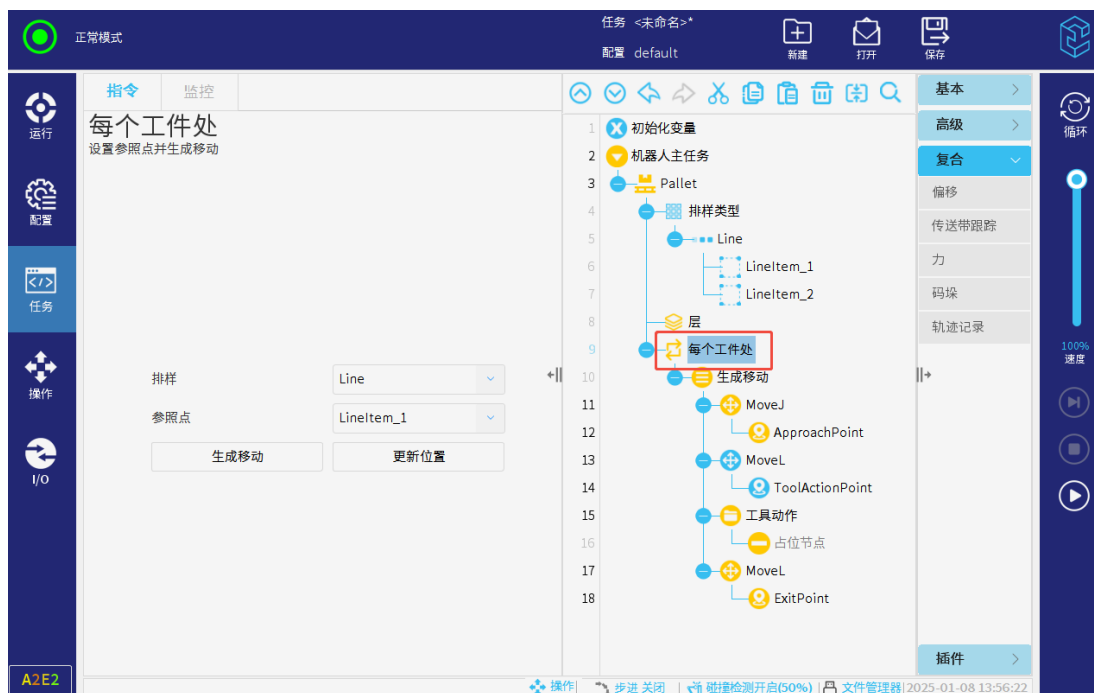 正常模式
任务 <未命名>*
配置 default
新建
打开
保存
运行
配置
任务
操作
I/O
A2E2
指令 监控
每个工件处
设置参照点并生成移动
排样 Line
参照点 LineItem_1
生成移动 更新位置
1 初始化变量
2 机器人主任务
3 Pallet
4 排样类型
5 Line
6 LineItem_1
7 LineItem_2
8 层
9 每个工件处
10 生成移动
11 MoveJ
12 ApproachPoint
13 MoveL
14 ToolActionPoint
15 工具动作
16 占位节点
17 MoveL
18 ExitPoint
基本
高级
复合
偏移
传送带跟踪
力
码垛
轨迹记录
插件
循环
100%
速度
操作 步进 关闭 碰撞检测开启(50%) 文件管理器 2025-01-08 13:56:22